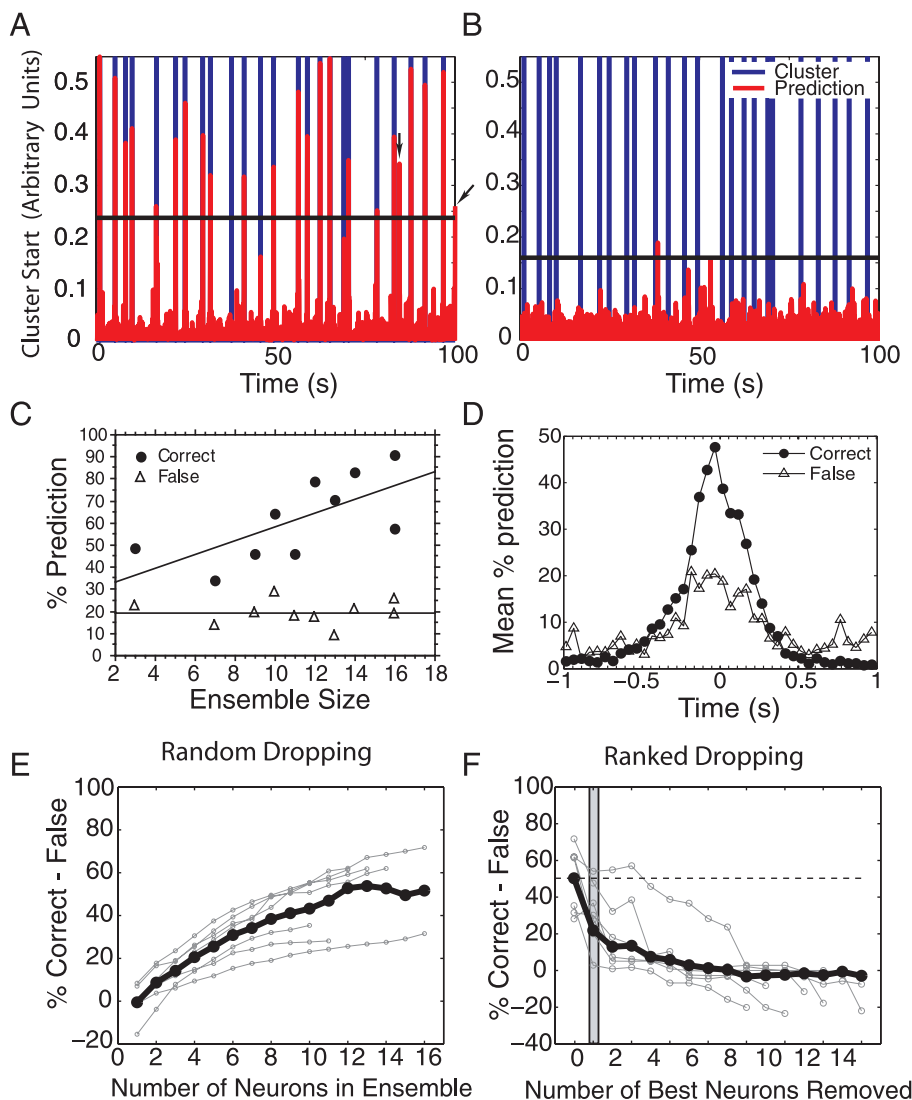 A
Cluster Start (Arbitrary Units)
0.5
0.4
0.3
0.2
0.1
0
0 50 100
Time (s)
B
Cluster
Prediction
0.5
0.4
0.3
0.2
0.1
0
0 50 100
Time (s)
C
% Prediction
100
90
80
70
60
50
40
30
20
10
0
Correct
False
2 4 6 8 10 12 14 16 18
Ensemble Size
D
Mean % prediction
50
40
30
20
10
0
Correct
False
−1 −0.5 0 0.5 1
Time (s)
E
Random Dropping
% Correct - False
100
80
60
40
20
0
−20
0 2 4 6 8 10 12 14 16
Number of Neurons in Ensemble
F
Ranked Dropping
% Correct - False
100
80
60
40
20
0
−20
−40
0 2 4 6 8 10 12 14
Number of Best Neurons Removed